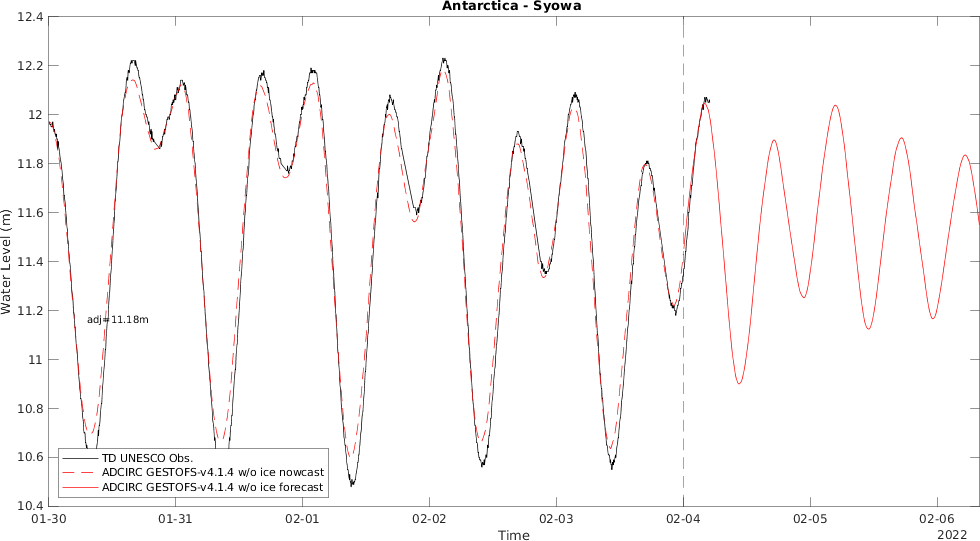 Antarctica - Syowa
Water Level (m)
12.4
12.2
12
11.8
11.6
11.4
11.2
11
10.8
10.6
10.4
adj=11.18m
TD UNESCO Obs.
ADCIRC GESTOFS-v4.1.4 w/o ice nowcast
ADCIRC GESTOFS-v4.1.4 w/o ice forecast
01-30 01-31 02-01 02-02 02-03 02-04 02-05 02-06
Time
2022